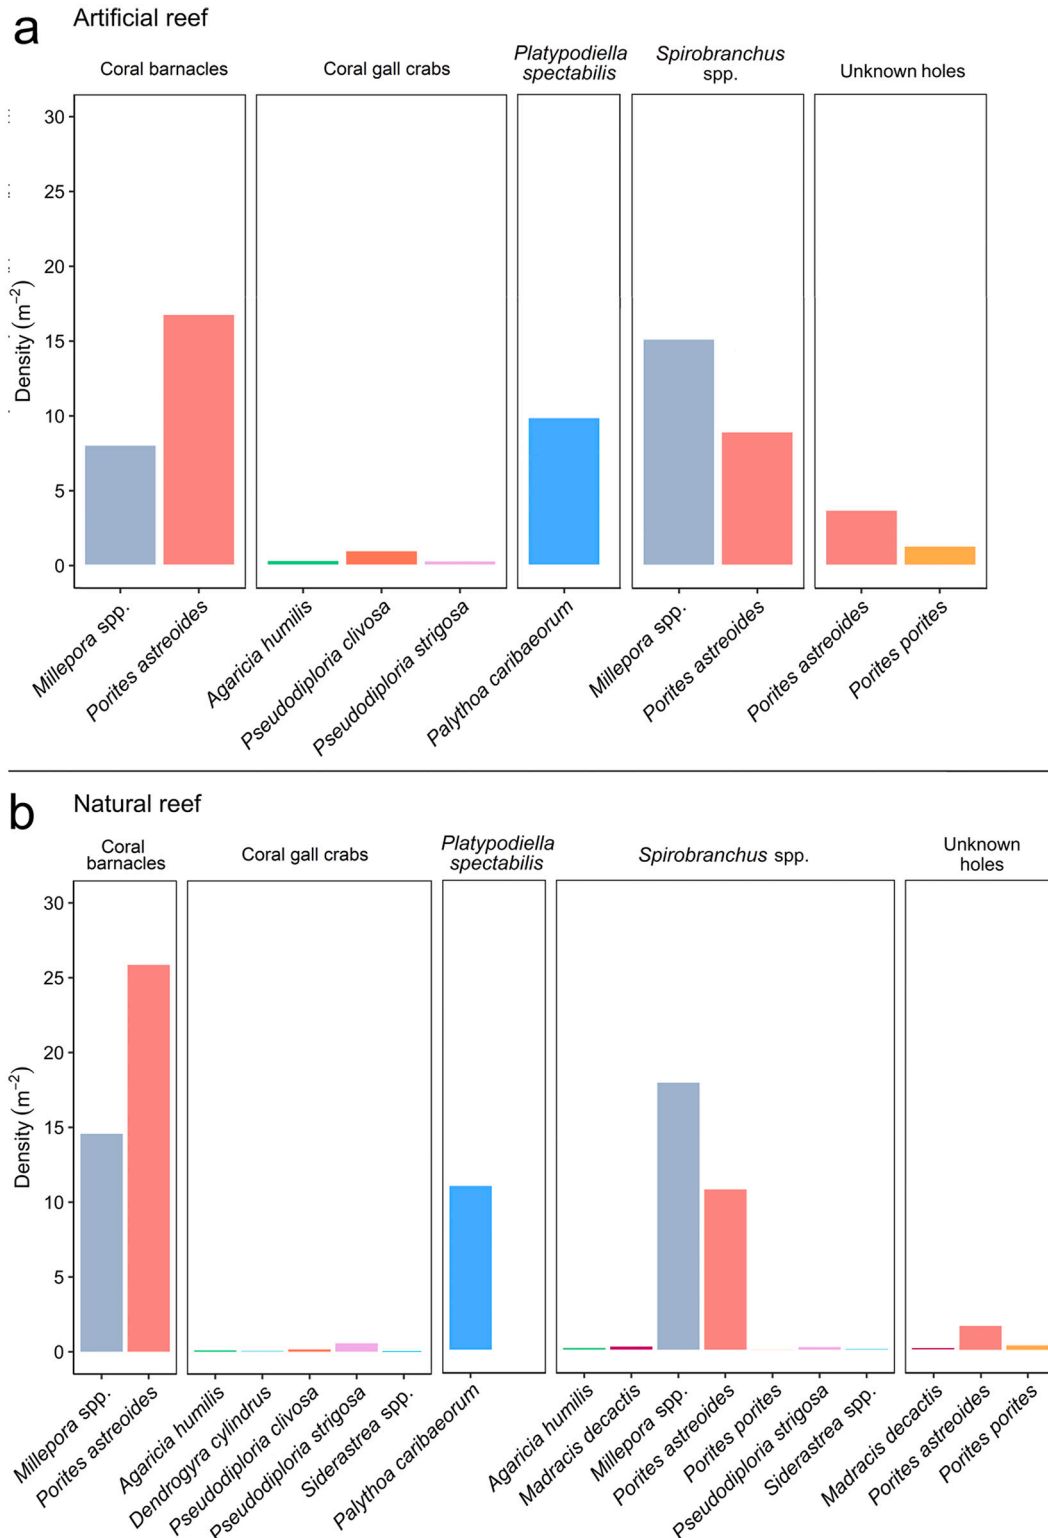 a Artificial reef
Coral barnacles
Coral gall crabs
Platypodiella
spectabilis
Spirobranchus
spp.
Unknown holes
Density (m⁻²)
30
25
20
15
10
5
0
Millepora spp.
Porites astreoides
Agaricia humilis
Pseudodiploria clivosa
Pseudodiploria strigosa
Palythoa caribaeorum
Millepora spp.
Porites astreoides
Porites astreoides
Porites porites
b Natural reef
Coral
barnacles
Coral gall crabs
Platypodiella
spectabilis
Spirobranchus spp.
Unknown
holes
Density (m⁻²)
30
25
20
15
10
5
0
Millepora spp.
Porites astreoides
Agaricia humilis
Dendrogyra cylindrus
Pseudodiploria clivosa
Pseudodiploria strigosa
Siderastrea spp.
Palythoa caribaeorum
Agaricia humilis
Madracis decactis
Millepora spp.
Porites astreoides
Porites porites
Pseudodiploria strigosa
Siderastrea spp.
Madracis decactis
Porites astreoides
Porites porites